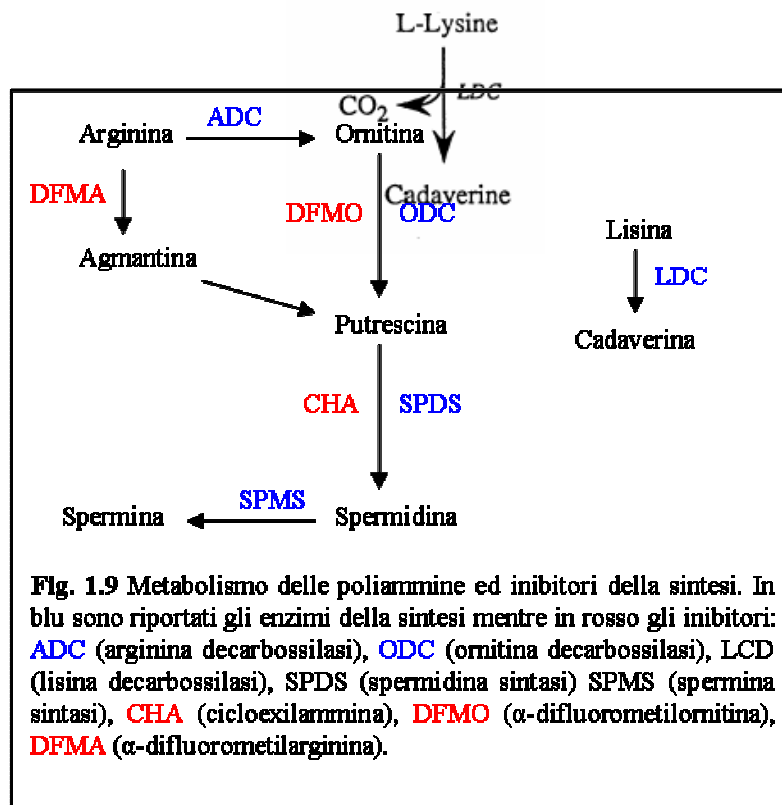 L-Lysine
CO2 LDC
ADC
Arginina Ornitina
DFMA
Cadaverine
DFMO ODC
Lisina
Agmantina
LDC
Putrescina
Cadaverina
CHA SPDS
SPMS
Spermina Spermidina
Fig. 1.9 Metabolismo delle poliammine ed inibitori della sintesi. In
blu sono riportati gli enzimi della sintesi mentre in rosso gli inibitori:
ADC (arginina decarbossilasi), ODC (ornitina decarbossilasi), LCD
(lisina decarbossilasi), SPDS (spermidina sintasi) SPMS (spermina
sintasi), CHA (cicloexilammina), DFMO (α-difluorometilornitina),
DFMA (α-difluorometilarginina).